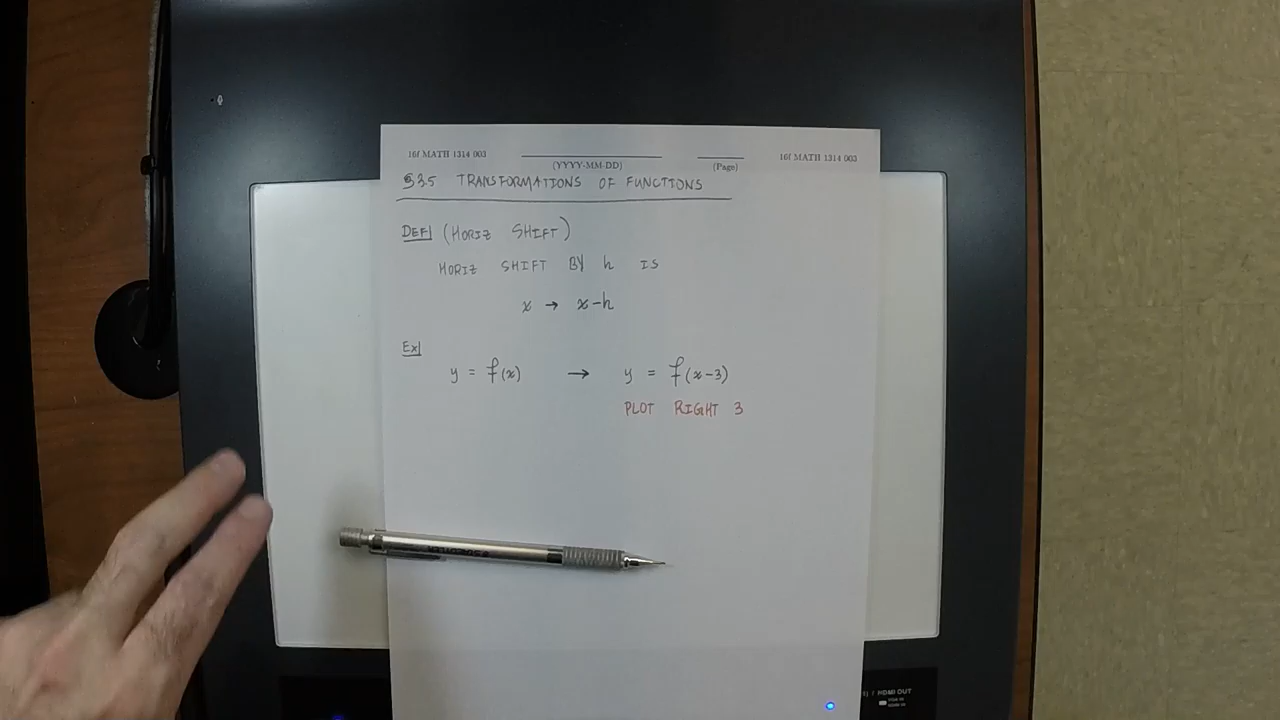 16f MATH 1314 003
(YYYY-MM-DD)
(Page)
16f MATH 1314 003
§3.5 TRANSFORMATIONS OF FUNCTIONS
DEF| (HORIZ SHIFT)
HORIZ SHIFT BY h IS
x → x-h
Ex|
y = f(x) → y = f(x-3)
PLOT RIGHT 3
HDMI OUT